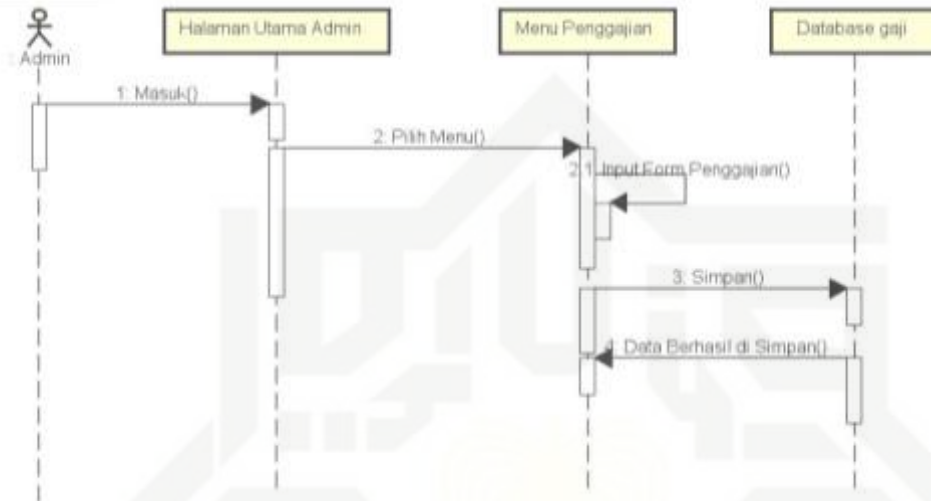 : Admin
Halaman Utama Admin
Menu Penggajian
Database gaji
1: Masuk()
2: Pilih Menu()
2.1: Input Form Penggajian()
3: Simpan()
4: Data Berhasil di Simpan()